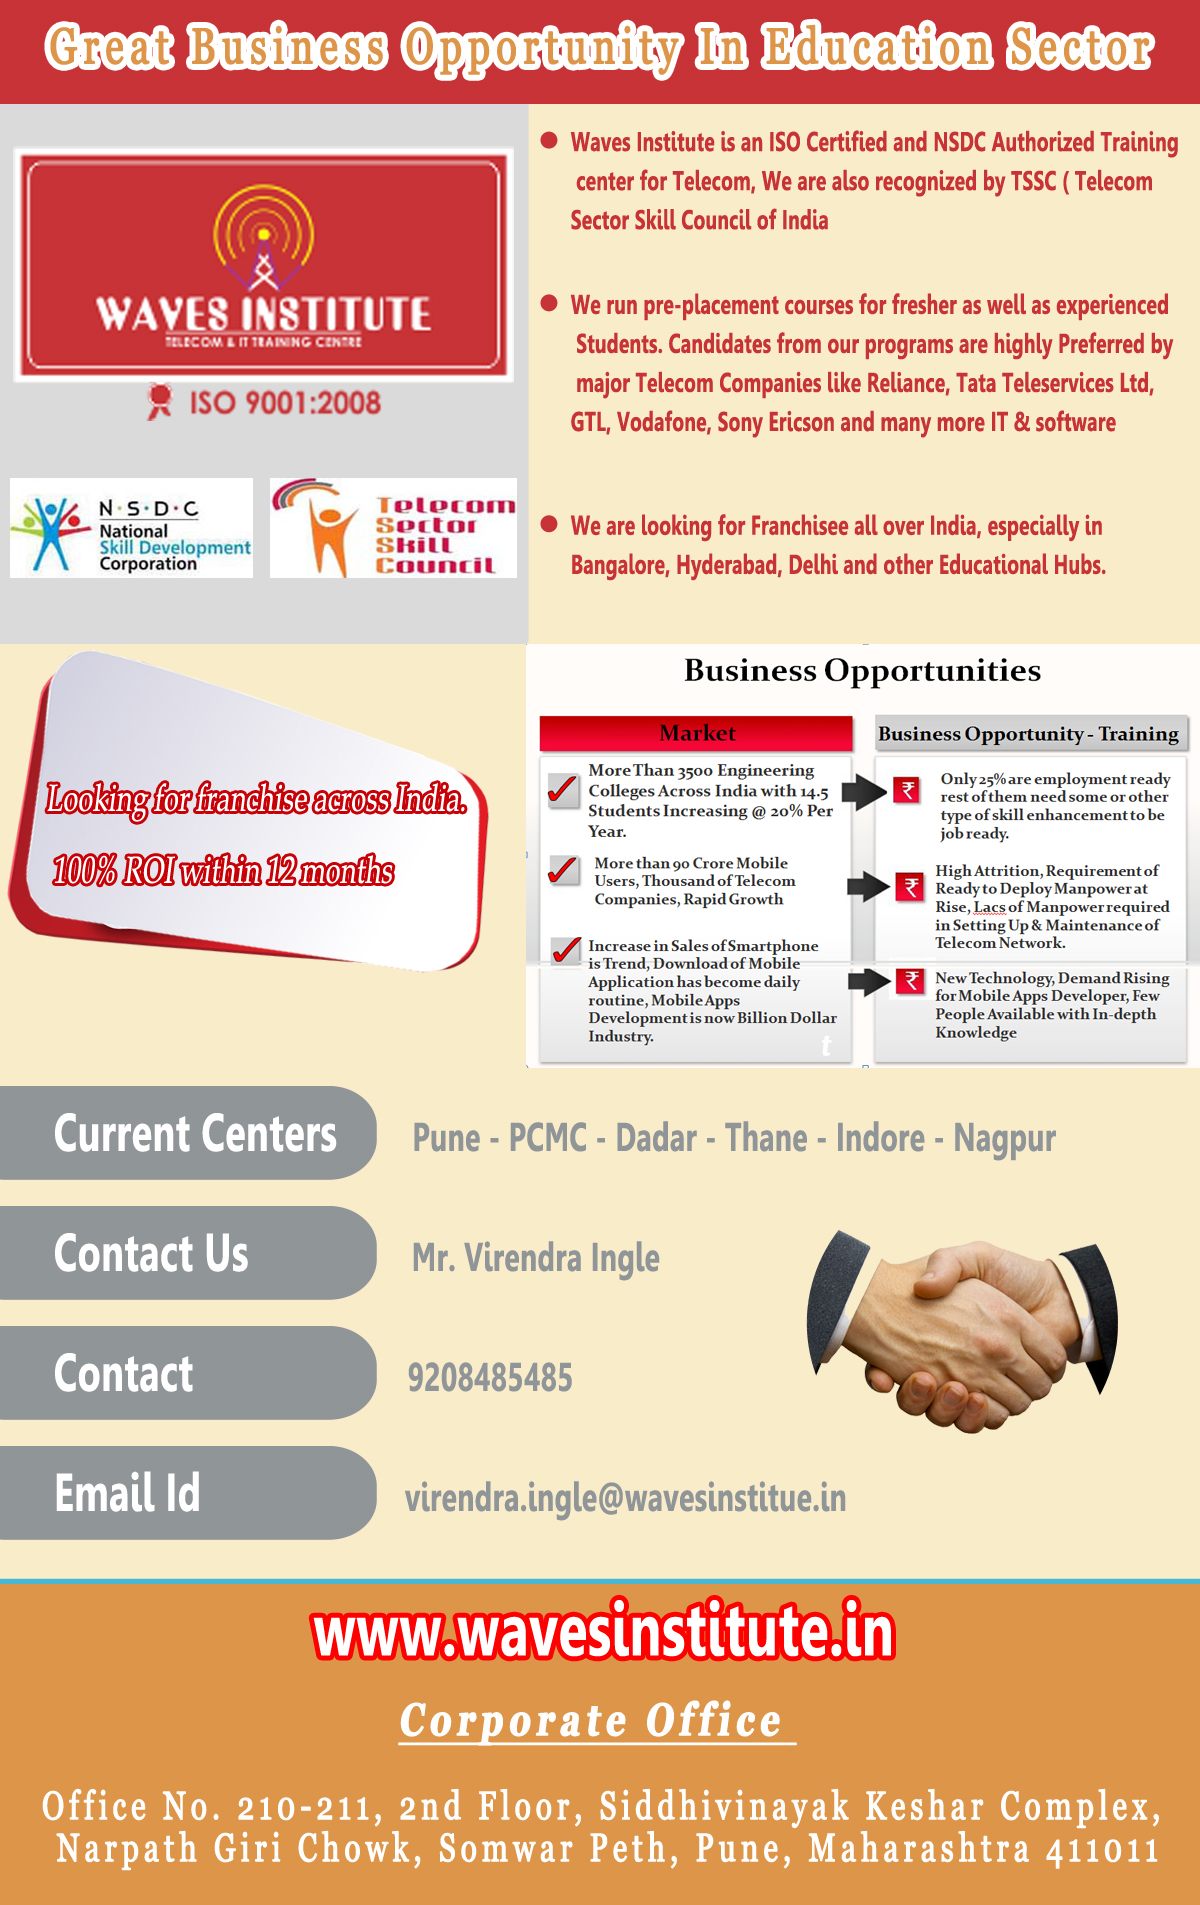 Great Business Opportunity In Education Sector
WAVES INSTITUTE
TELECOM & IT TRAINING CENTRE
ISO 9001:2008
N·S·D·C
National
Skill Development
Corporation
Telecom
Sector
Skill
Council
Waves Institute is an ISO Certified and NSDC Authorized Training
center for Telecom, We are also recognized by TSSC ( Telecom
Sector Skill Council of India
We run pre-placement courses for fresher as well as experienced
Students. Candidates from our programs are highly Preferred by
major Telecom Companies like Reliance, Tata Teleservices Ltd,
GTL, Vodafone, Sony Ericson and many more IT & software
We are looking for Franchisee all over India, especially in
Bangalore, Hyderabad, Delhi and other Educational Hubs.
Looking for franchise across India.
100% ROI within 12 months
Business Opportunities
Market
More Than 3500 Engineering
Colleges Across India with 14.5
Students Increasing @ 20% Per
Year.
More than 90 Crore Mobile
Users, Thousand of Telecom
Companies, Rapid Growth
Increase in Sales of Smartphone
is Trend, Download of Mobile
Application has become daily
routine, Mobile Apps
Development is now Billion Dollar
Industry.
t
Business Opportunity - Training
₹
Only 25% are employment ready
rest of them need some or other
type of skill enhancement to be
job ready.
₹
High Attrition, Requirement of
Ready to Deploy Manpower at
Rise, Lacs of Manpower required
in Setting Up & Maintenance of
Telecom Network.
₹
New Technology, Demand Rising
for Mobile Apps Developer, Few
People Available with In-depth
Knowledge
Current Centers
Pune - PCMC - Dadar - Thane - Indore - Nagpur
Contact Us
Mr. Virendra Ingle
Contact
9208485485
Email Id
virendra.ingle@wavesinstitue.in
www.wavesinstitute.in
Corporate Office
Office No. 210-211, 2nd Floor, Siddhivinayak Keshar Complex,
Narpath Giri Chowk, Somwar Peth, Pune, Maharashtra 411011